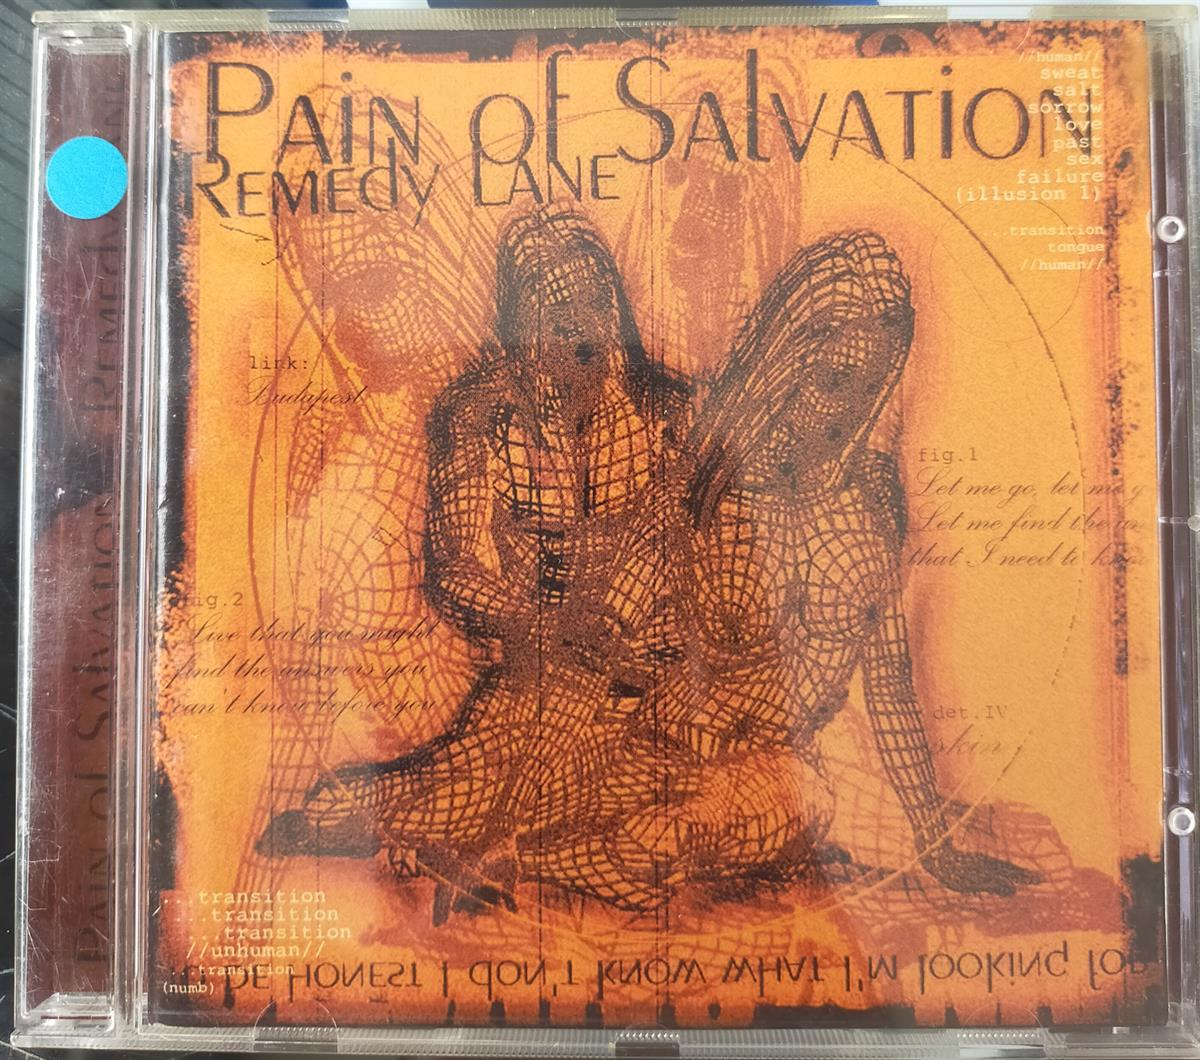 PAIN OF SALVATION
REMEDY LANE
//human//
sweat
salt
sorrow
love
past
sex
failure
(illusion 1)
...transition
tongue
//human//
link:
Budapest
fig.1
Let me go, let me
Let me find the
that I need to
fig.2
Live that you might
find the answers you
can't know before you
det.IV
skin
...transition
...transition
...transition
//unhuman//
...transition
(numb)
BE HONEST I DON'T KNOW WHAT I'M LOOKING FOR
PAIN OF SALVATION REMEDY LANE